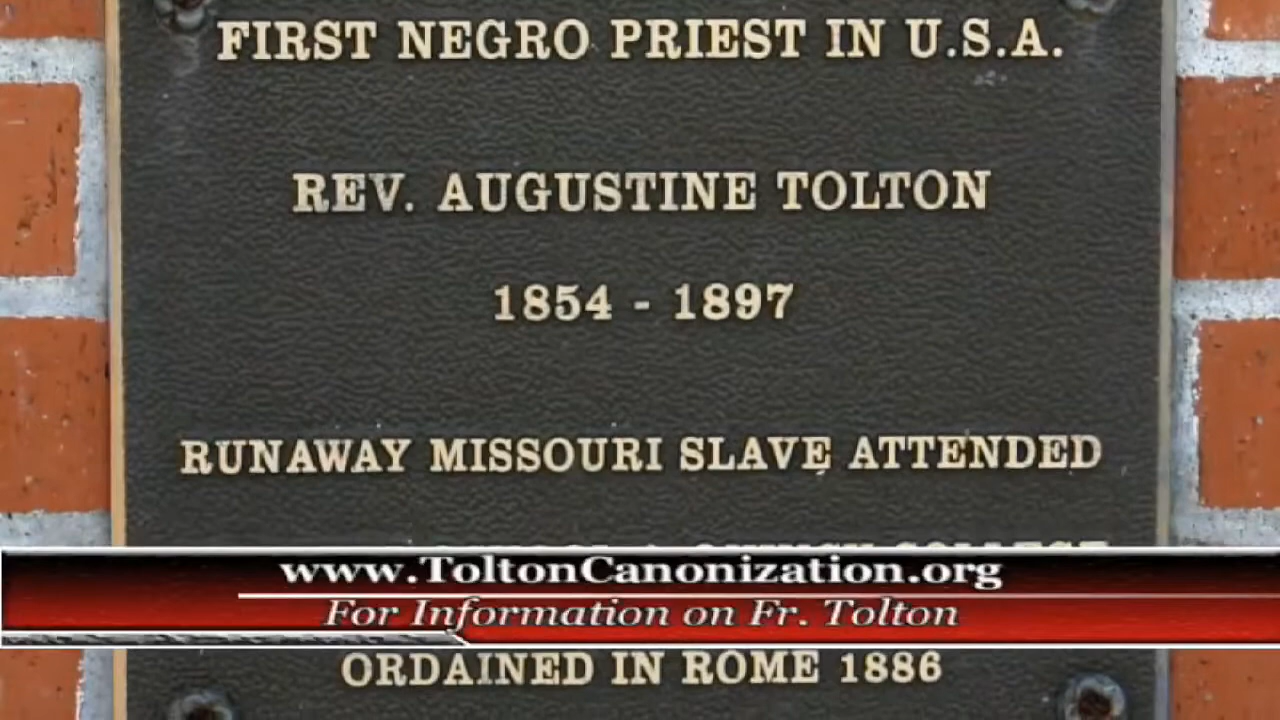 FIRST NEGRO PRIEST IN U.S.A.
REV. AUGUSTINE TOLTON
1854 - 1897
RUNAWAY MISSOURI SLAVE ATTENDED
www.ToltonCanonization.org
For Information on Fr. Tolton
ORDAINED IN ROME 1886